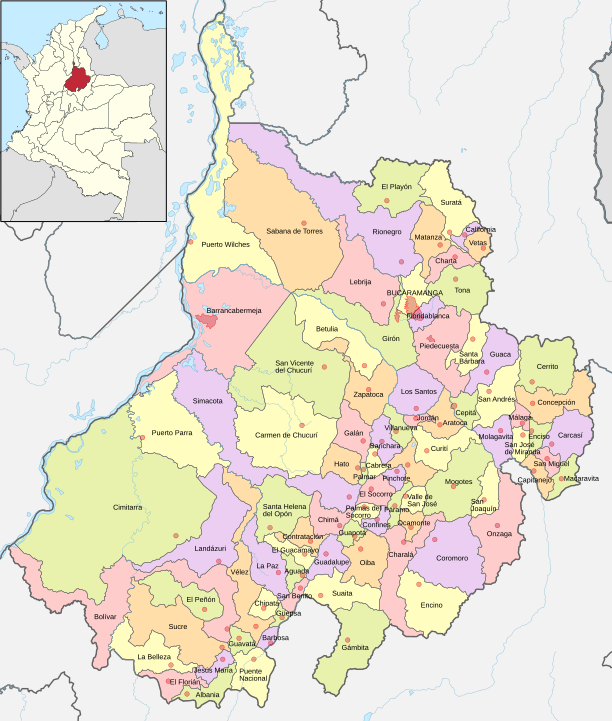 El Playón
Suratá
California
Rionegro
Matanza
Vetas
Sabana de Torres
Puerto Wilches
Charta
Lebrija
Tona
BUCARAMANGA
Barrancabermeja
Floridablanca
Betulia
Girón
Piedecuesta
Santa
Bárbara
Guaca
San Vicente
del Chucurí
Cerrito
Zapatoca
Los Santos
San Andrés
Simacota
Concepción
Cepitá
Jordán
Aratoca
Málaga
Puerto Parra
Carmen de Chucurí
Galán
Villanueva
Molagavita
Enciso
Carcasí
Barichara
Curití
San José
de Miranda
Hato
Cabrera
San Miguel
Palmar
Pinchote
Mogotes
Capitanejo
Macaravita
El Socorro
Valle de
San José
San
Joaquín
Cimitarra
Santa Helena
del Opón
Palmas del
Socorro
Páramo
Chimá
Confines
Ocamonte
Onzaga
Contratación
Guapotá
Landázuri
El Guacamayo
Charalá
Coromoro
Vélez
La Paz
Guadalupe
Oiba
Aguada
El Peñón
San Benito
Suaita
Chipatá
Encino
Bolívar
Güepsa
Sucre
Barbosa
Guavatá
Gámbita
La Belleza
Jesús María
Puente
Nacional
El Florián
Albania